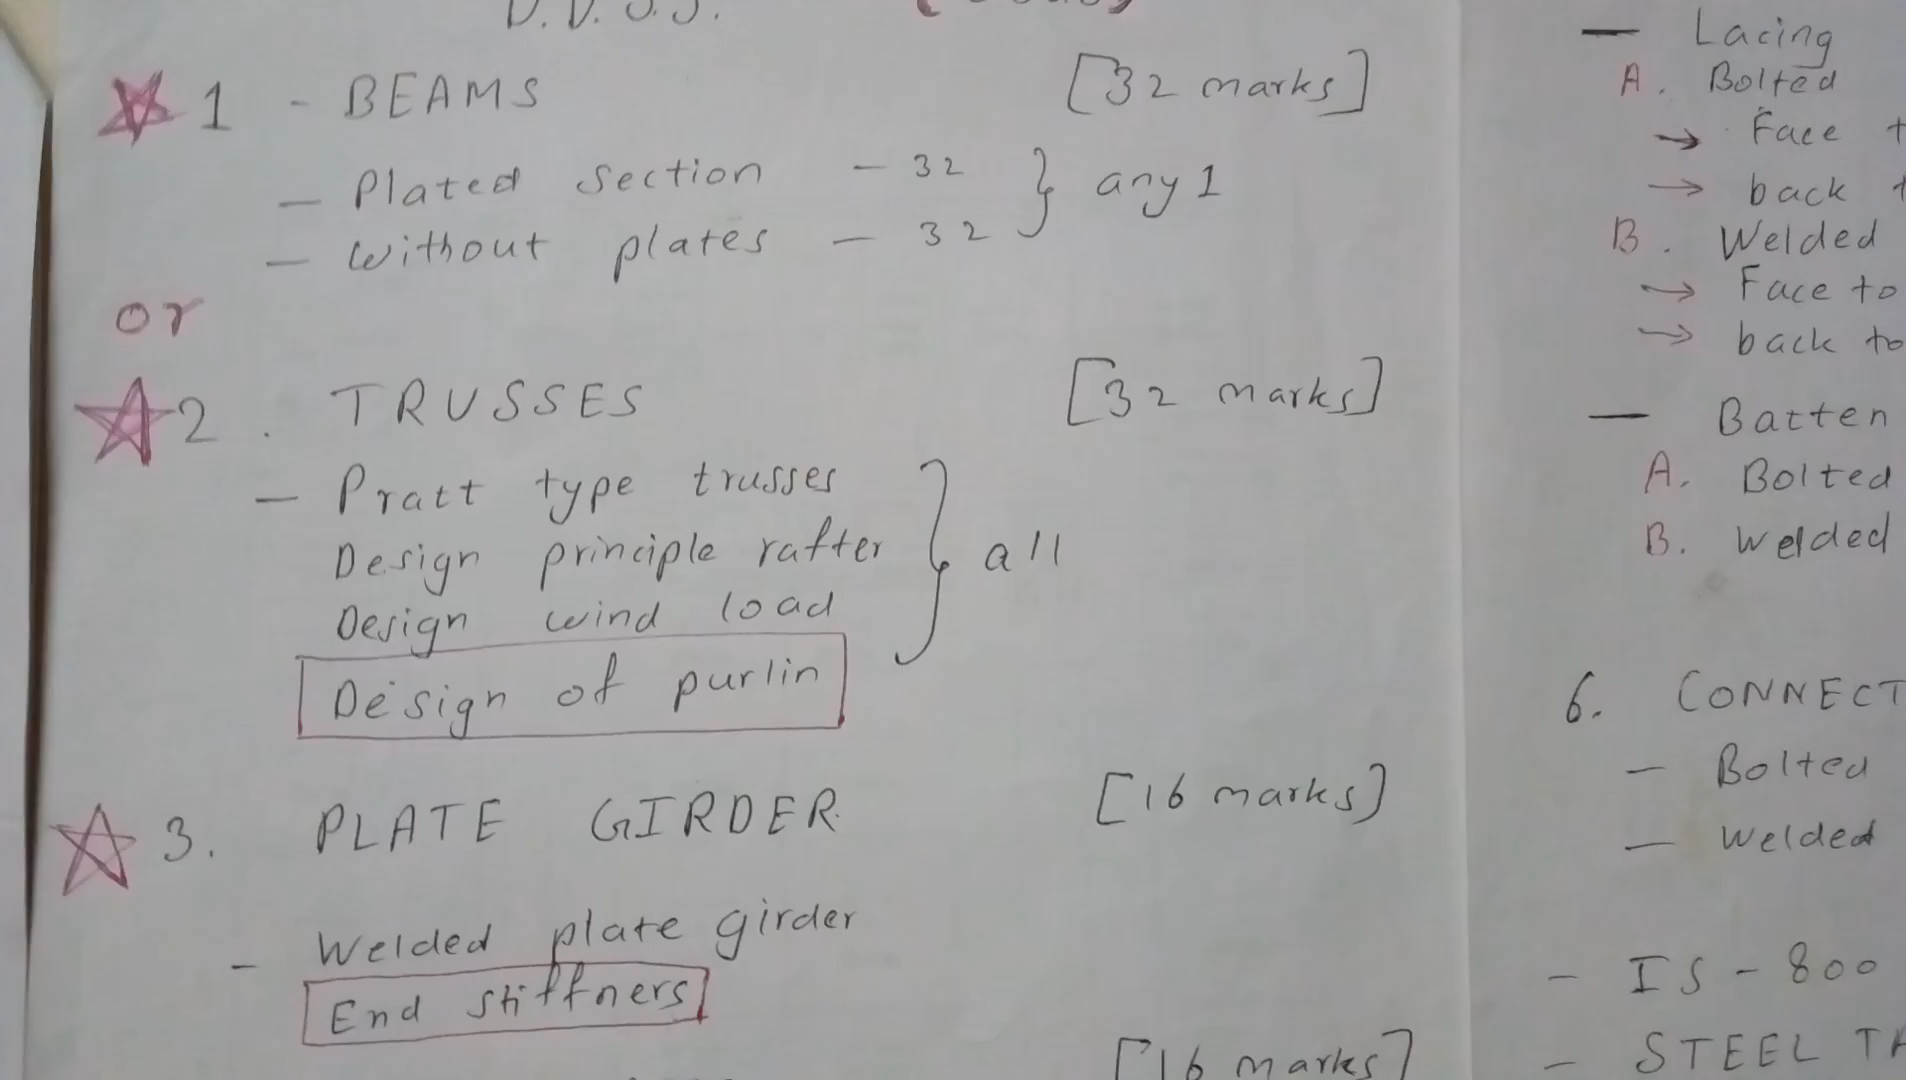 D.D.S.S.
1 - BEAMS [32 marks]
- Plated section - 32 } any 1
- Without plates - 32
or
2. TRUSSES [32 marks]
- Pratt type trusses
Design principle rafter } all
Design wind load
Design of purlin
3. PLATE GIRDER [16 marks]
- Welded plate girder
End stiffners
[16 marks]
- Lacing
A. Bolted
→ Face
→ back
B. Welded
→ Face to
→ back to
- Batten
A. Bolted
B. Welded
6. CONNECT
- Bolted
- Welded
- IS - 800
- STEEL